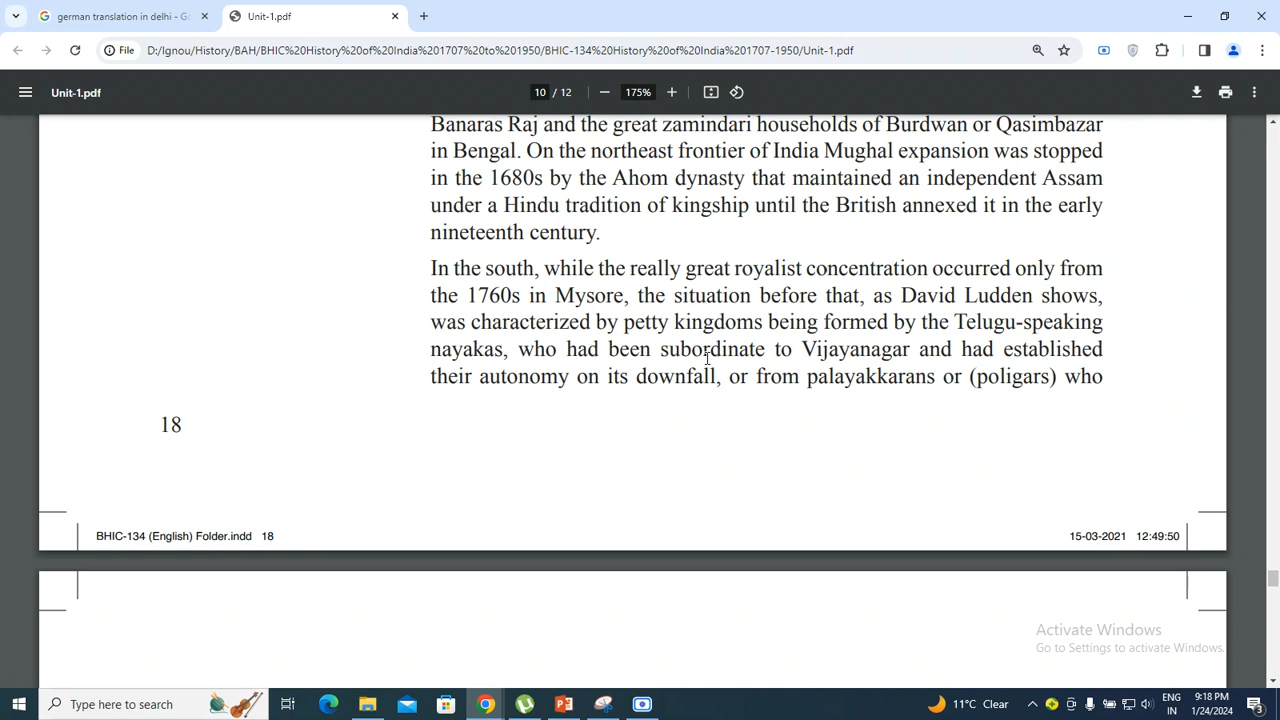 german translation in delhi - Go
Unit-1.pdf
File
D:/Ignou/History/BAH/BHIC%20History%20of%20India%201707%20to%201950/BHIC-134%20History%20of%20India%201707-1950/Unit-1.pdf
Unit-1.pdf
10 / 12
175%
Banaras Raj and the great zamindari households of Burdwan or Qasimbazar
in Bengal. On the northeast frontier of India Mughal expansion was stopped
in the 1680s by the Ahom dynasty that maintained an independent Assam
under a Hindu tradition of kingship until the British annexed it in the early
nineteenth century.
In the south, while the really great royalist concentration occurred only from
the 1760s in Mysore, the situation before that, as David Ludden shows,
was characterized by petty kingdoms being formed by the Telugu-speaking
nayakas, who had been subordinate to Vijayanagar and had established
their autonomy on its downfall, or from palayakkarans or (poligars) who
18
BHIC-134 (English) Folder.indd 18
15-03-2021 12:49:50
Activate Windows
Go to Settings to activate Windows.
Type here to search
11°C Clear
ENG
IN
9:18 PM
1/24/2024
3